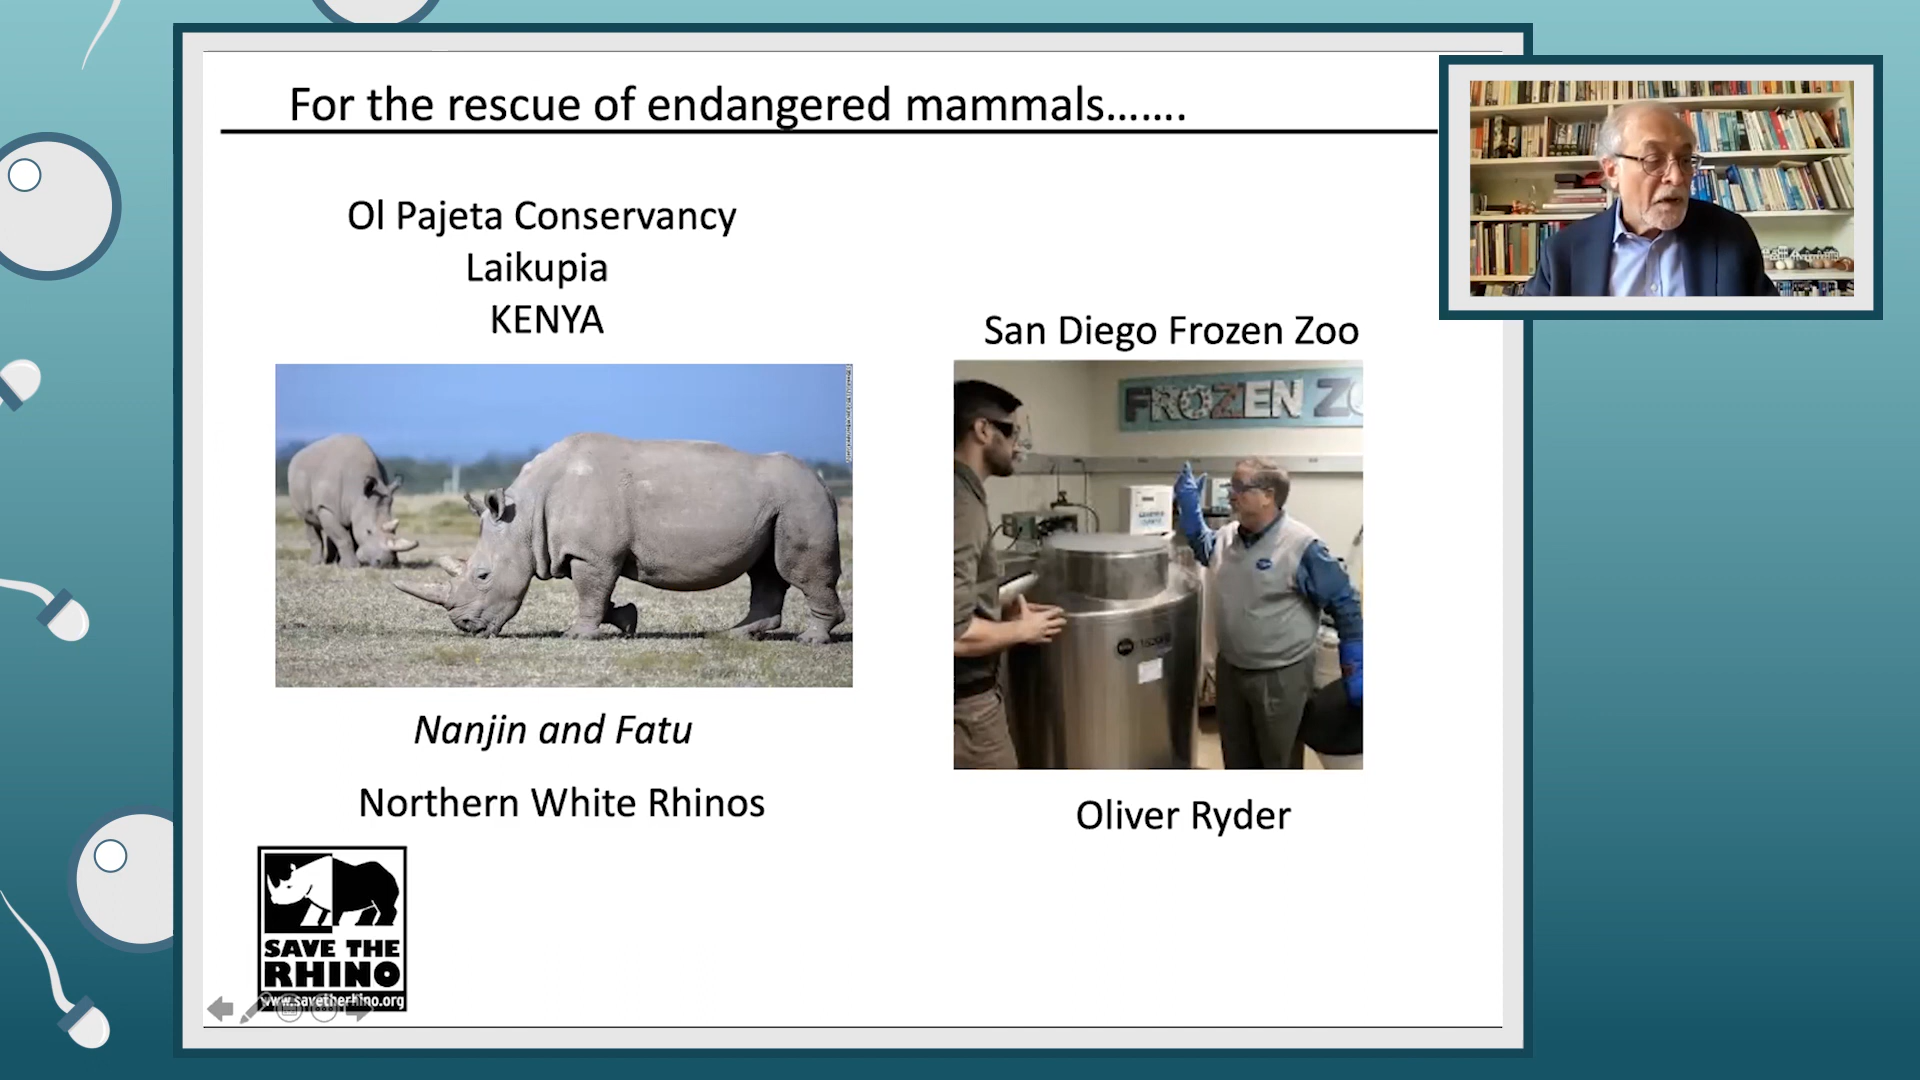 For the rescue of endangered mammals.......
Ol Pajeta Conservancy
Laikupia
KENYA
San Diego Frozen Zoo
FROZEN ZO
Nanjin and Fatu
Northern White Rhinos
Oliver Ryder
SAVE THE
RHINO
www.savetherhino.org